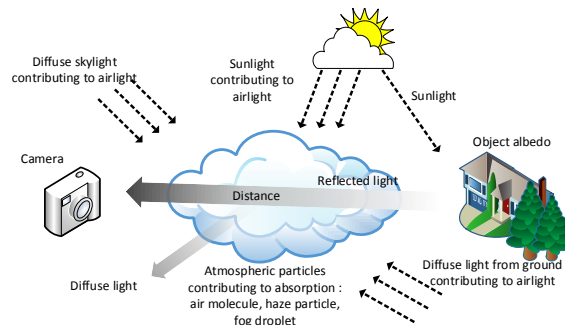 Diffuse skylight
contributing to airlight
Sunlight
contributing to
airlight
Sunlight
Camera
Object albedo
Reflected light
Distance
Diffuse light
Atmospheric particles
contributing to absorption :
air molecule, haze particle,
fog droplet
Diffuse light from ground
contributing to airlight